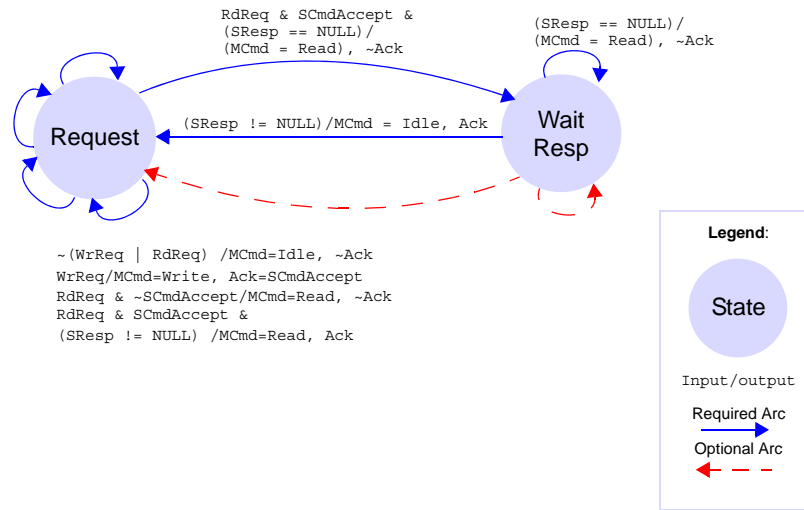 RdReq & SCmdAccept &
(SResp == NULL)/
(MCmd = Read), ~Ack
(SResp == NULL)/
(MCmd = Read), ~Ack
Request
(SResp != NULL)/MCmd = Idle, Ack
Wait
Resp
~(WrReq | RdReq) /MCmd=Idle, ~Ack
WrReq/MCmd=Write, Ack=SCmdAccept
RdReq & ~SCmdAccept/MCmd=Read, ~Ack
RdReq & SCmdAccept &
(SResp != NULL) /MCmd=Read, Ack
Legend:
State
Input/output
Required Arc
Optional Arc